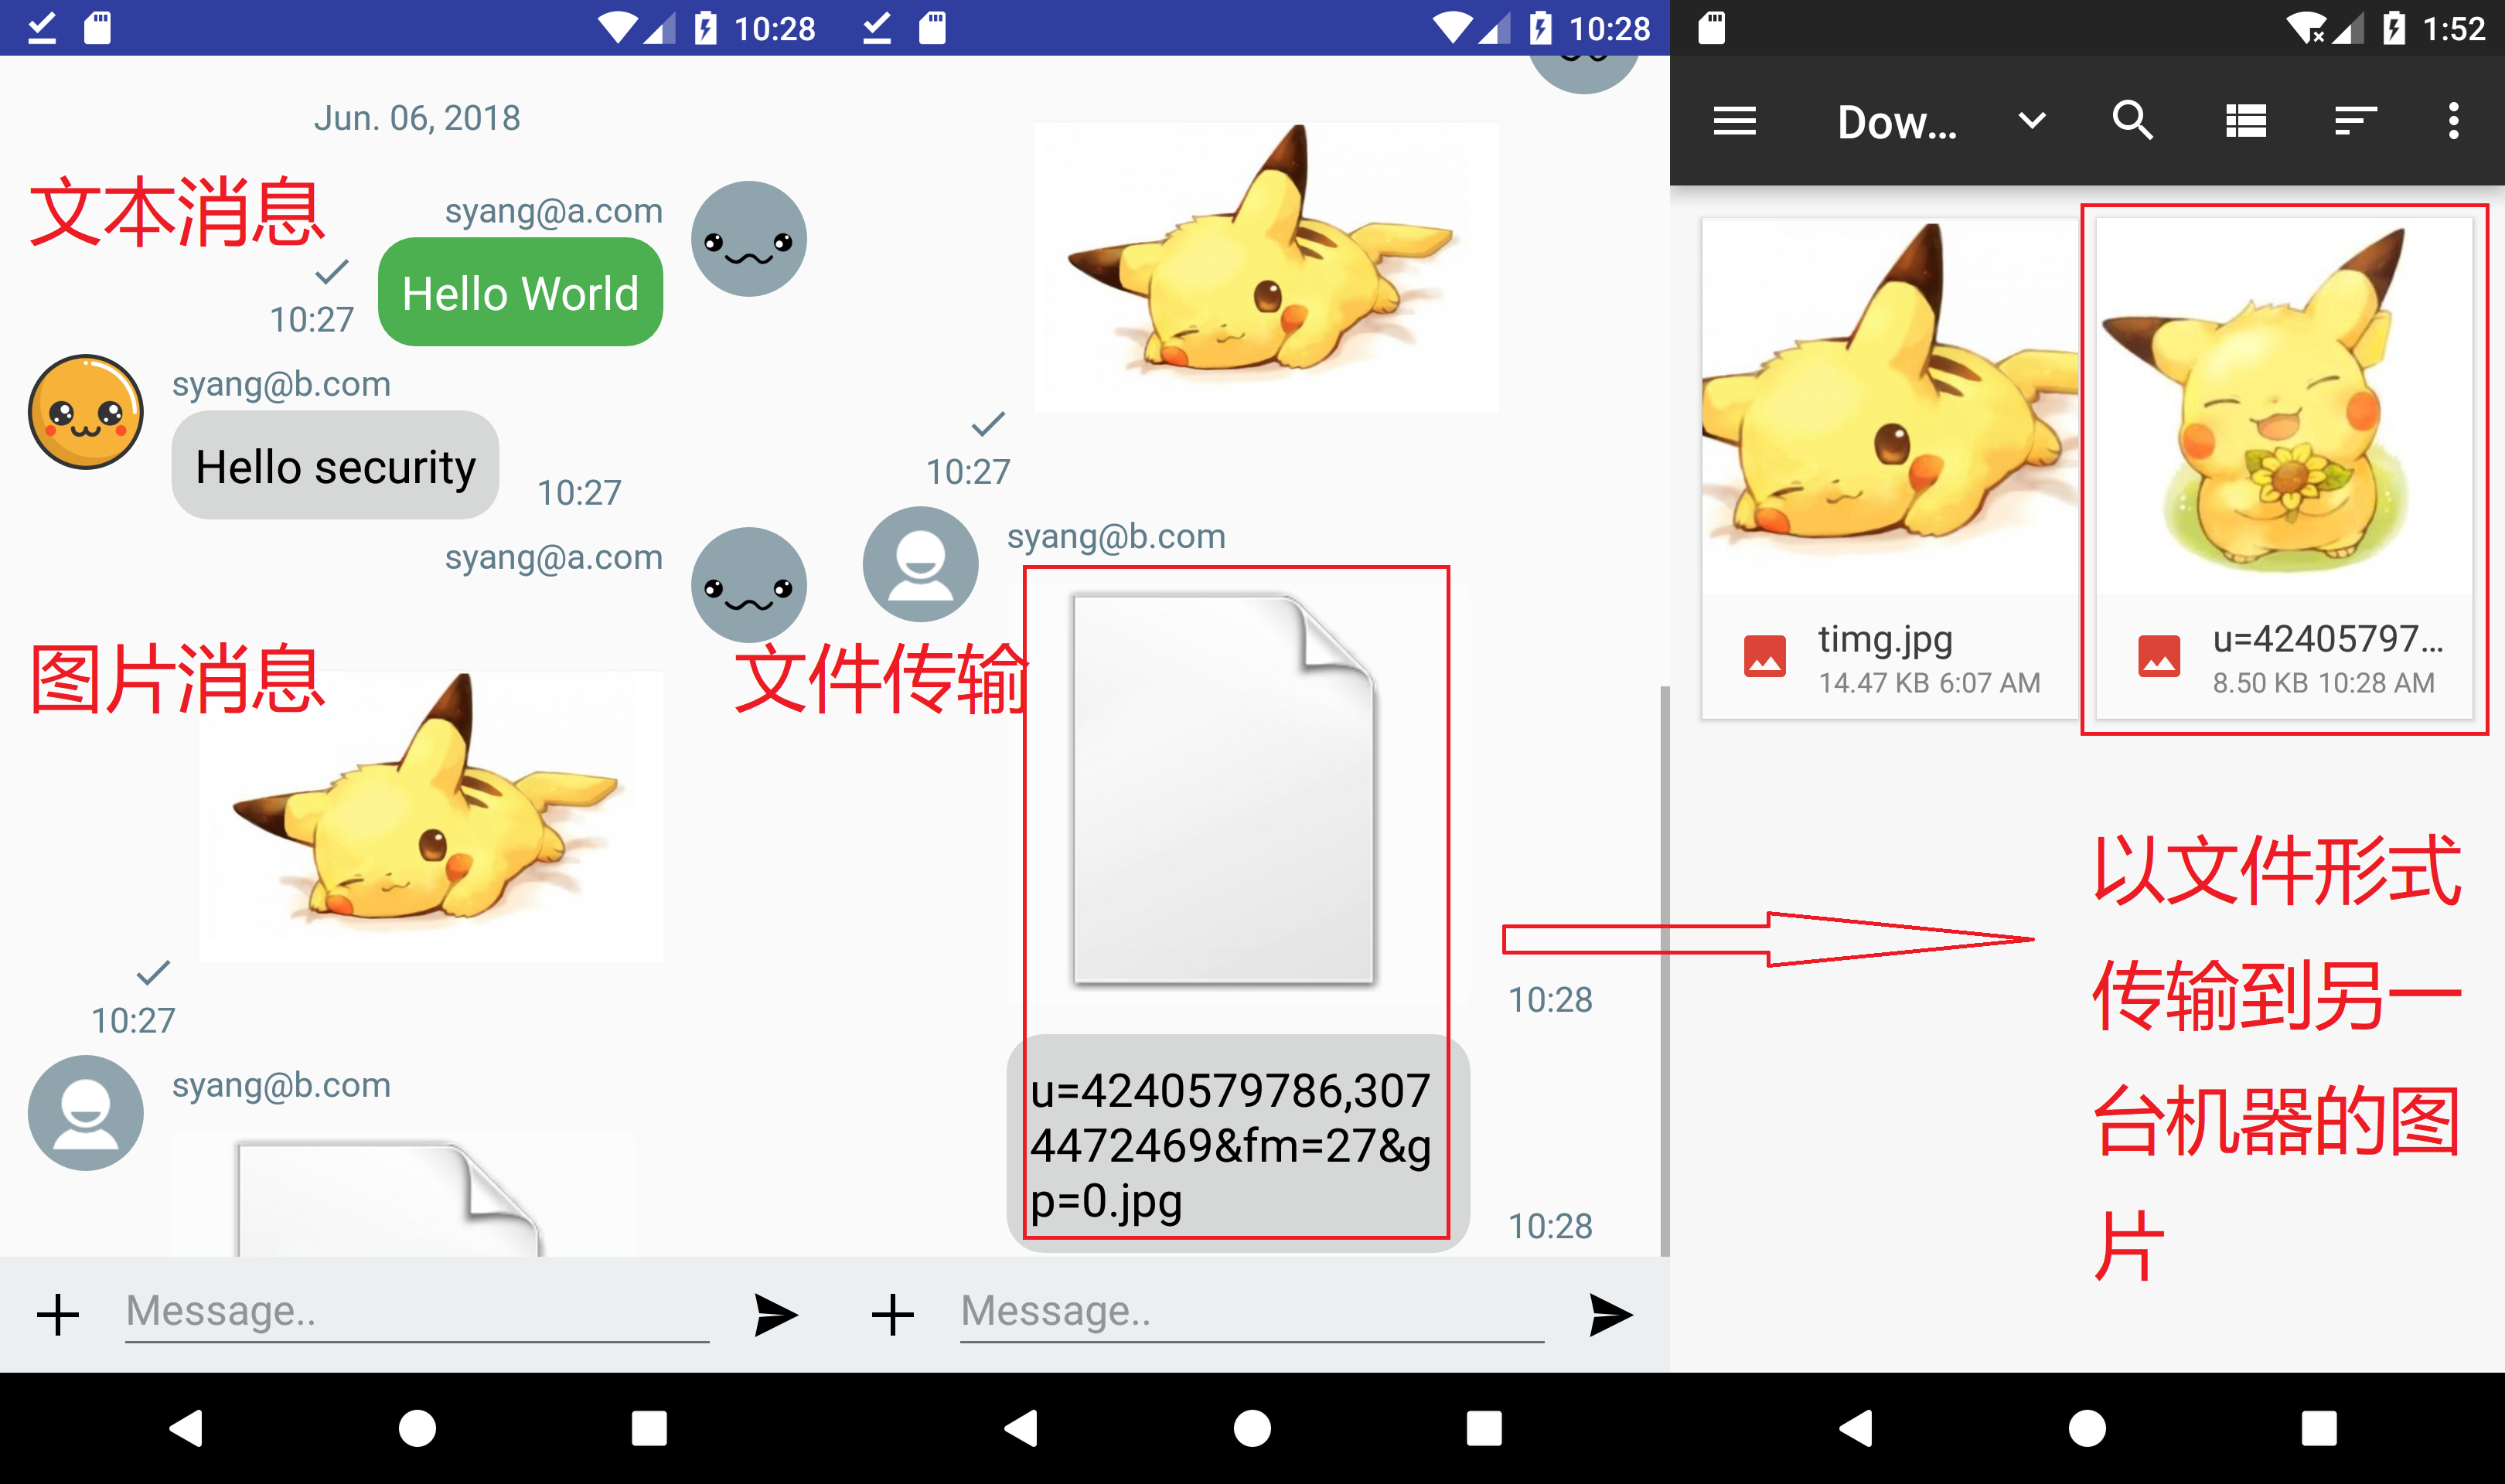 10:28
Jun. 06, 2018
文本消息
syang@a.com
Hello World
10:27
syang@b.com
Hello security
10:27
syang@a.com
图片消息
10:27
syang@b.com
Message..
10:28
10:27
syang@b.com
文件传输
10:28
u=4240579786,307
4472469&fm=27&g
p=0.jpg
10:28
Message..
1:52
Dow...
timg.jpg
14.47 KB 6:07 AM
u=42405797...
8.50 KB 10:28 AM
以文件形式
传输到另一
台机器的图
片